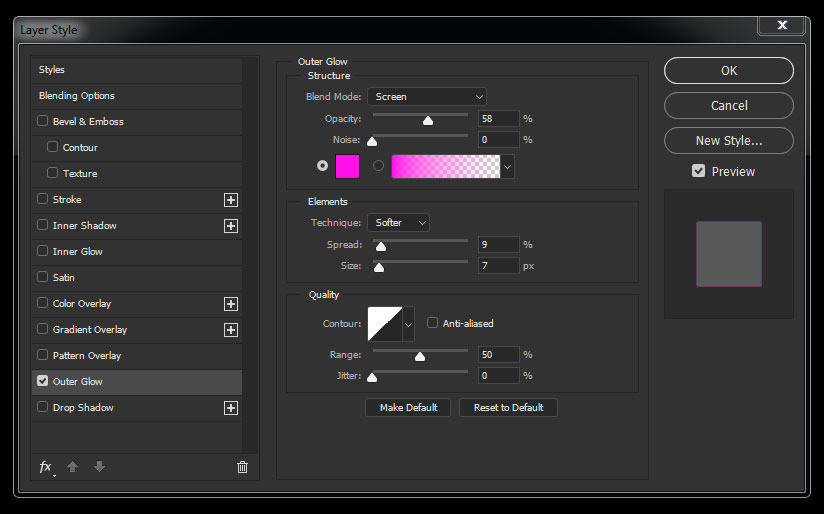 Layer Style
X
Styles
Blending Options
Bevel & Emboss
Contour
Texture
Stroke
Inner Shadow
Inner Glow
Satin
Color Overlay
Gradient Overlay
Pattern Overlay
Outer Glow
Drop Shadow
fx
Outer Glow
Structure
Blend Mode: Screen
Opacity: 58 %
Noise: 0 %
Elements
Technique: Softer
Spread: 9 %
Size: 7 px
Quality
Contour: Anti-aliased
Range: 50 %
Jitter: 0 %
Make Default Reset to Default
OK
Cancel
New Style...
Preview